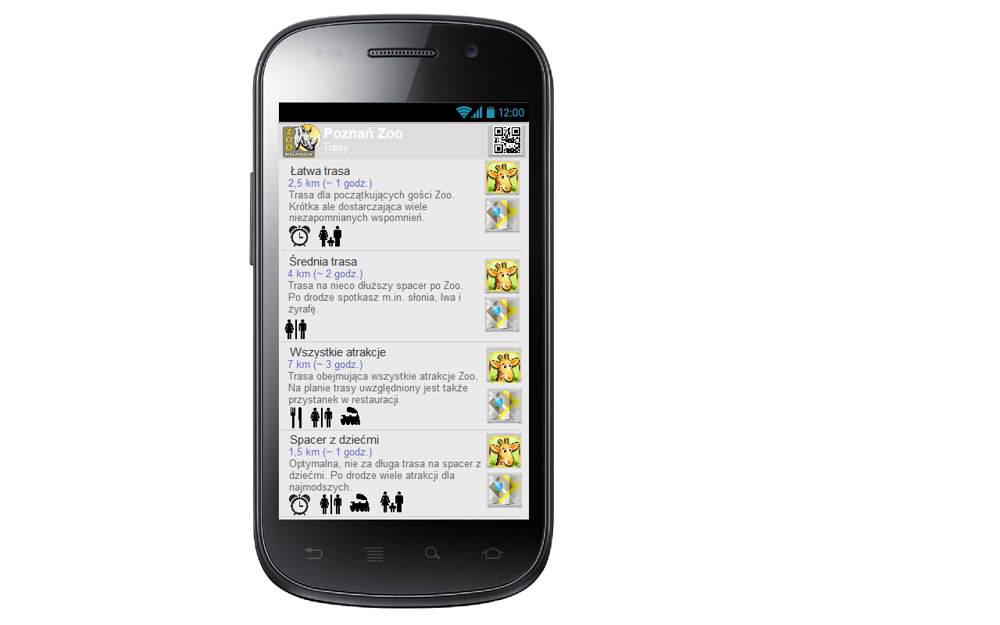 12:00
ZOO
POZNAŃ
Poznań Zoo
Trasy
Łatwa trasa
2,5 km (~ 1 godz.)
Trasa dla początkujących gości Zoo.
Krótka ale dostarczająca wiele
niezapomnianych wspomnień.
Średnia trasa
4 km (~ 2 godz.)
Trasa na nieco dłuższy spacer po Zoo.
Po drodze spotkasz m.in. słonia, lwa i
żyrafę.
Wszystkie atrakcje
7 km (~ 3 godz.)
Trasa obejmująca wszystkie atrakcje Zoo.
Na planie trasy uwzględniony jest także
przystanek w restauracji.
Spacer z dziećmi
1,5 km (~ 1 godz.)
Optymalna, nie za długa trasa na spacer z
dziećmi. Po drodze wiele atrakcji dla
najmodszych.